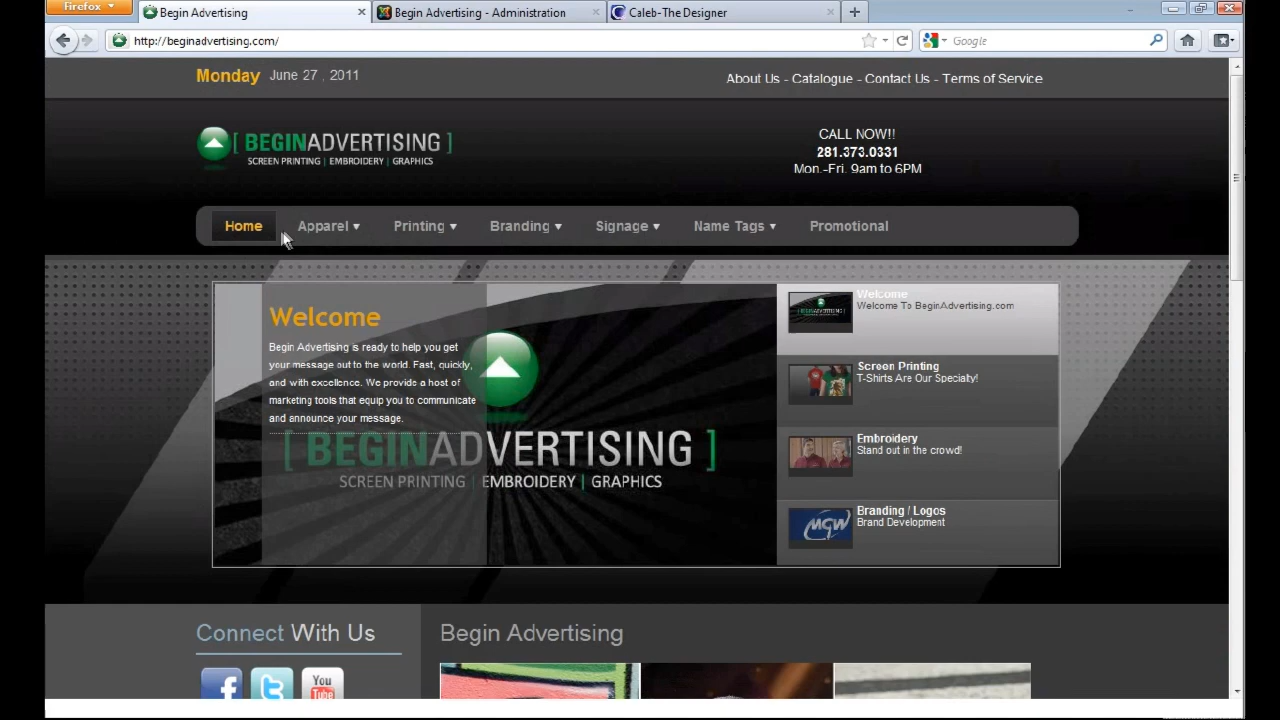 Firefox
Begin Advertising
Begin Advertising - Administration
Caleb-The Designer
http://beginadvertising.com/
Google
Monday June 27 , 2011
About Us - Catalogue - Contact Us - Terms of Service
[ BEGINADVERTISING ]
SCREEN PRINTING | EMBROIDERY | GRAPHICS
CALL NOW!!
281.373.0331
Mon.-Fri. 9am to 6PM
Home Apparel Printing Branding Signage Name Tags Promotional
Welcome
Begin Advertising is ready to help you get
your message out to the world. Fast, quickly,
and with excellence. We provide a host of
marketing tools that equip you to communicate
and announce your message.
[ BEGINADVERTISING ]
SCREEN PRINTING | EMBROIDERY | GRAPHICS
Welcome
Welcome To BeginAdvertising.com
Screen Printing
T-Shirts Are Our Specialty!
Embroidery
Stand out in the crowd!
Branding / Logos
Brand Development
MGW
Connect With Us
Begin Advertising
You
Tube